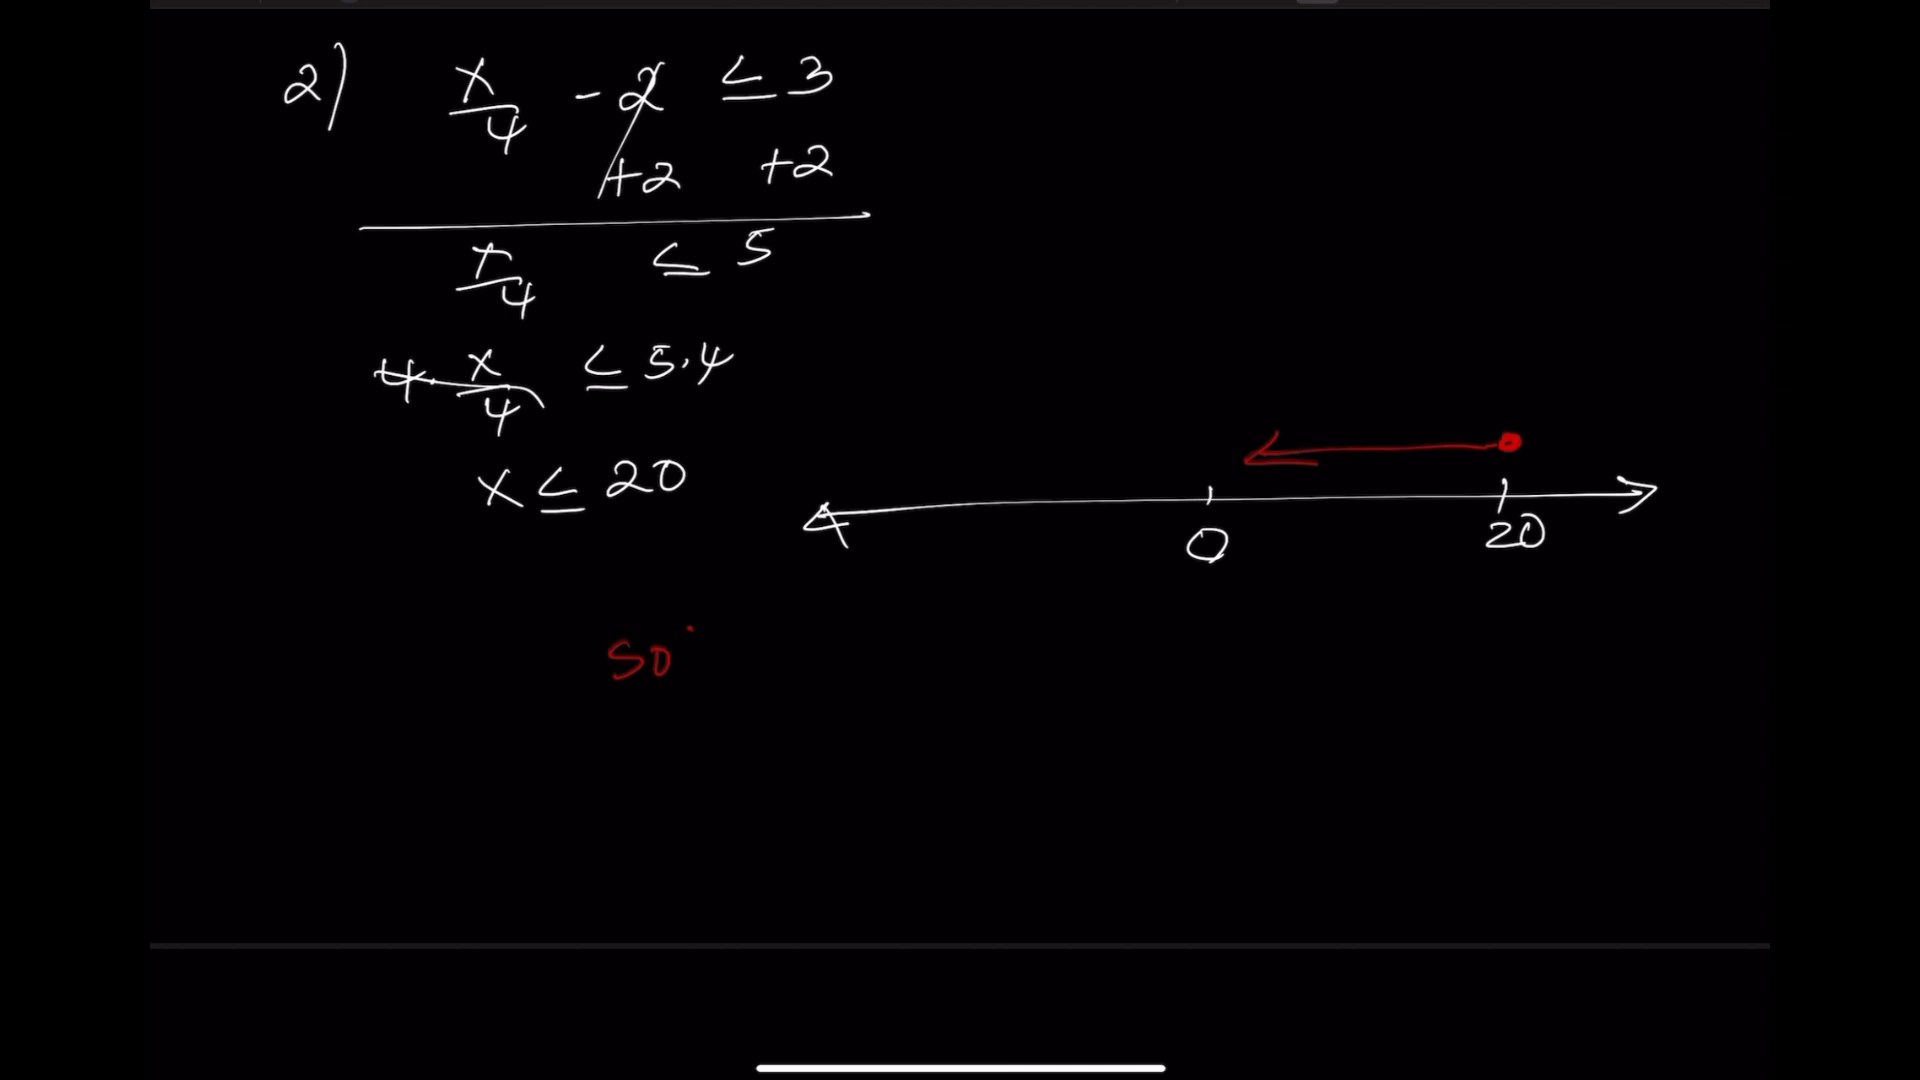 2) x/4 - 2 ≤ 3
+2 +2
x/4 ≤ 5
4 · x/4 ≤ 5.4
x ≤ 20
0 20
so